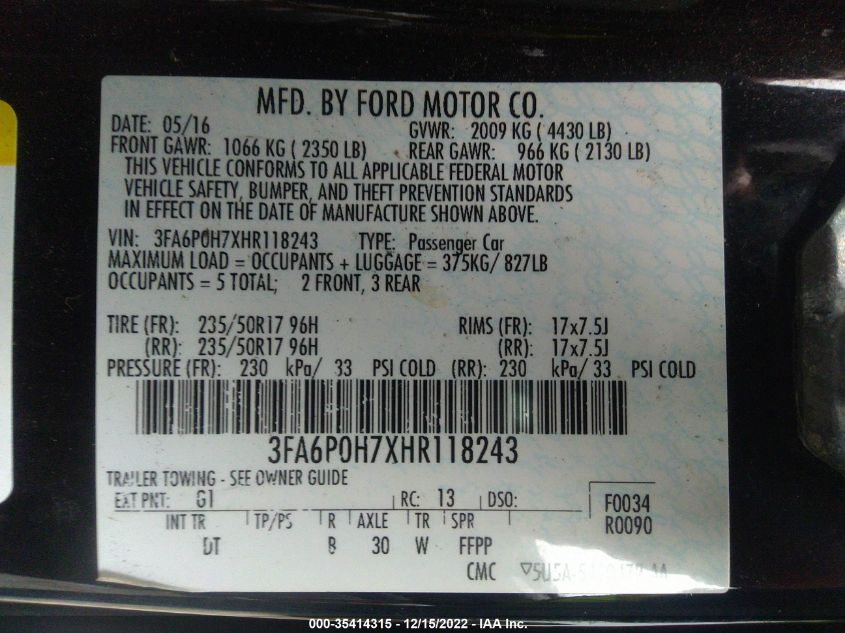 MFD. BY FORD MOTOR CO.
DATE: 05/16 GVWR: 2009 KG ( 4430 LB)
FRONT GAWR: 1066 KG ( 2350 LB) REAR GAWR: 966 KG ( 2130 LB)
THIS VEHICLE CONFORMS TO ALL APPLICABLE FEDERAL MOTOR
VEHICLE SAFETY, BUMPER, AND THEFT PREVENTION STANDARDS
IN EFFECT ON THE DATE OF MANUFACTURE SHOWN ABOVE.
VIN: 3FA6P0H7XHR118243 TYPE: Passenger Car
MAXIMUM LOAD = OCCUPANTS + LUGGAGE = 375KG/ 827LB
OCCUPANTS = 5 TOTAL; 2 FRONT, 3 REAR
TIRE (FR): 235/50R17 96H RIMS (FR): 17x7.5J
(RR): 235/50R17 96H (RR): 17x7.5J
PRESSURE (FR): 230 kPa/ 33 PSI COLD (RR): 230 kPa/ 33 PSI COLD
3FA6P0H7XHR118243
TRAILER TOWING - SEE OWNER GUIDE
EXT PNT: G1 RC: 13 DSO: F0034
INT TR TP/PS R AXLE TR SPR R0090
DT B 30 W FFPP
CMC
000-35414315 - 12/15/2022 - IAA Inc.